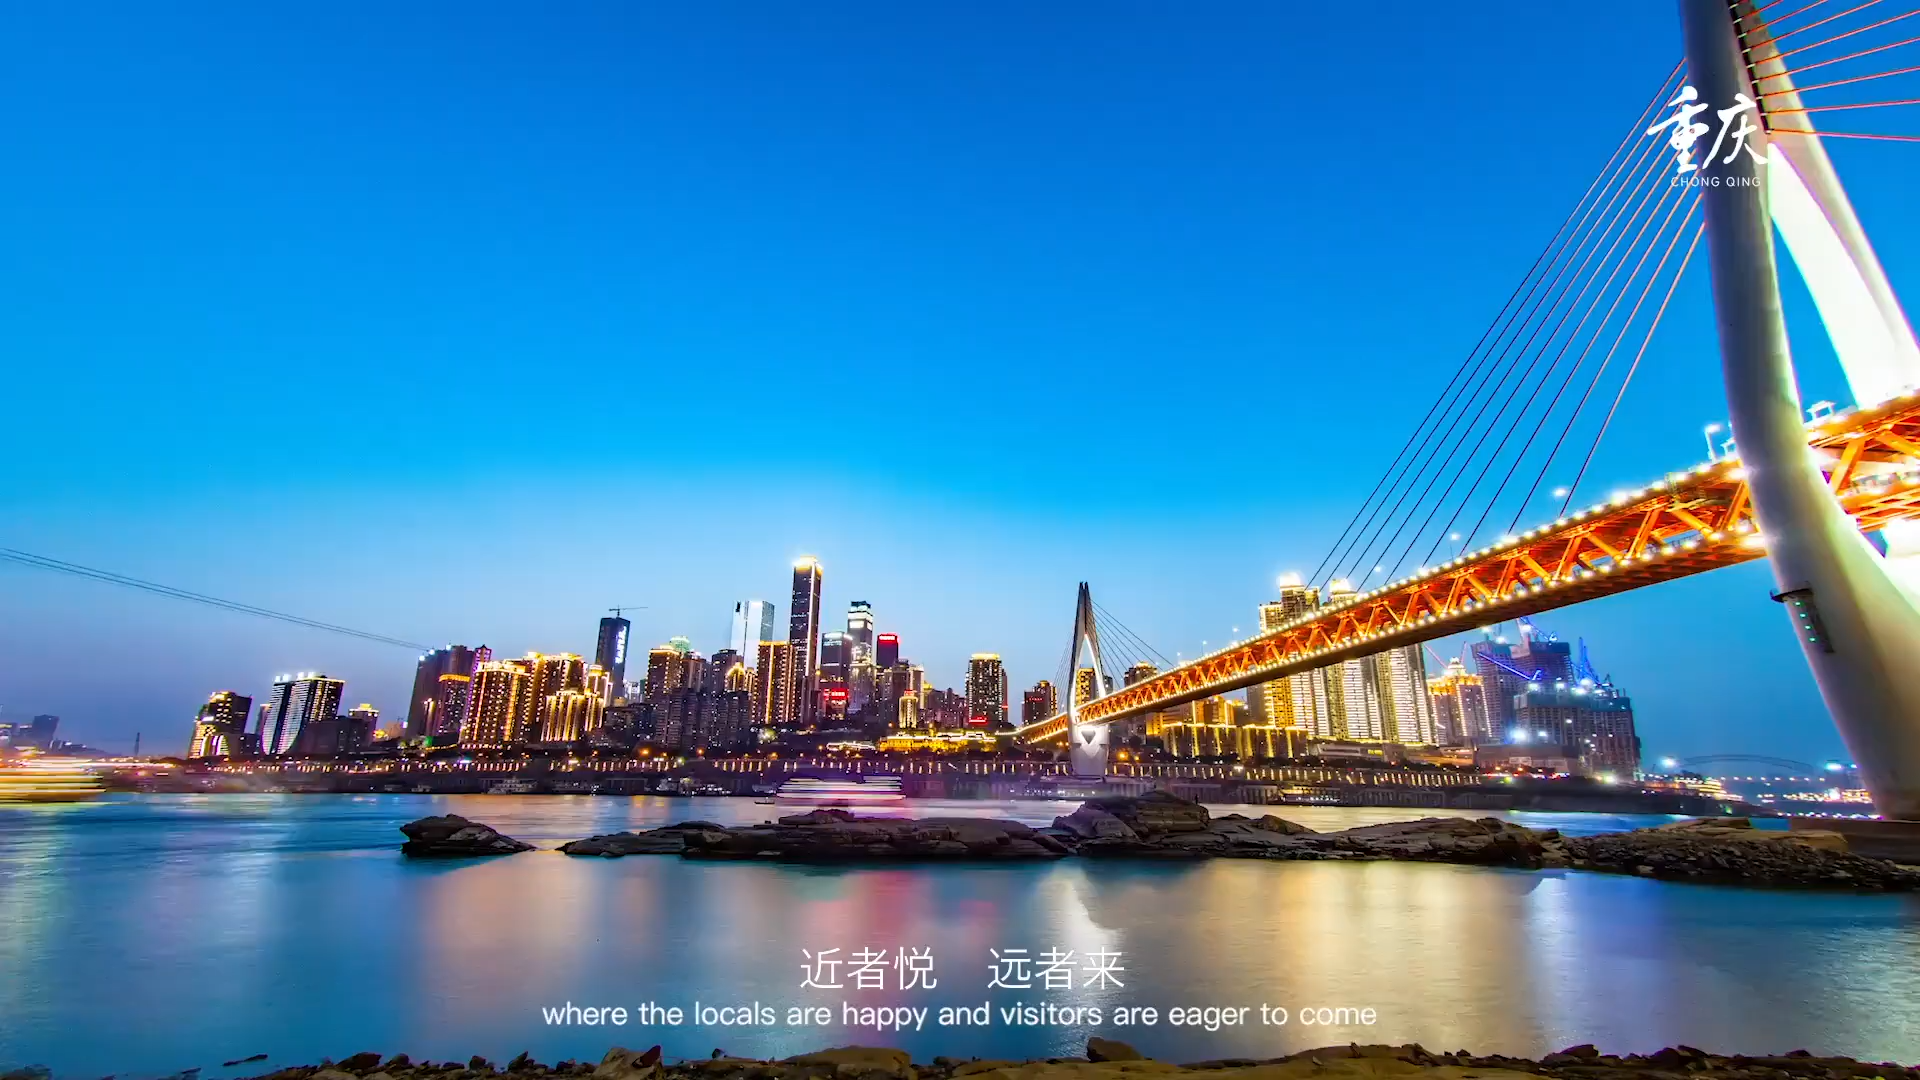 重庆
CHONG QING
近者悦 远者来
where the locals are happy and visitors are eager to come